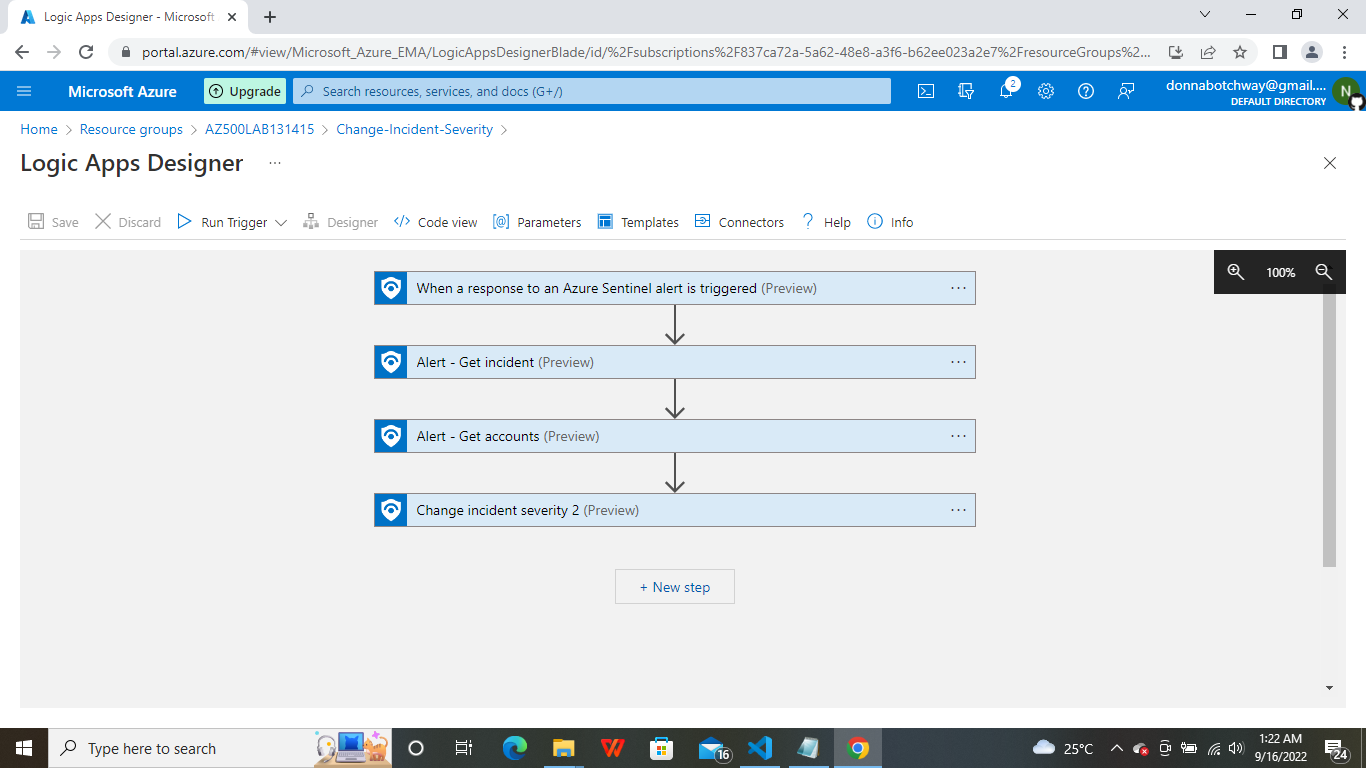 Logic Apps Designer - Microsoft
portal.azure.com/#view/Microsoft_Azure_EMA/LogicAppsDesignerBlade/id/%2Fsubscriptions%2F837ca72a-5a62-48e8-a3f6-b62ee023a2e7%2FresourceGroups%2...
Microsoft Azure
Upgrade
Search resources, services, and docs (G+/)
2
donnabotchway@gmail....
DEFAULT DIRECTORY
N
Home > Resource groups > AZ500LAB131415 > Change-Incident-Severity >
Logic Apps Designer ...
Save Discard Run Trigger Designer Code view Parameters Templates Connectors Help Info
100%
When a response to an Azure Sentinel alert is triggered (Preview) ...
Alert - Get incident (Preview) ...
Alert - Get accounts (Preview) ...
Change incident severity 2 (Preview) ...
+ New step
Type here to search
16
25°C
1:22 AM
9/16/2022
24